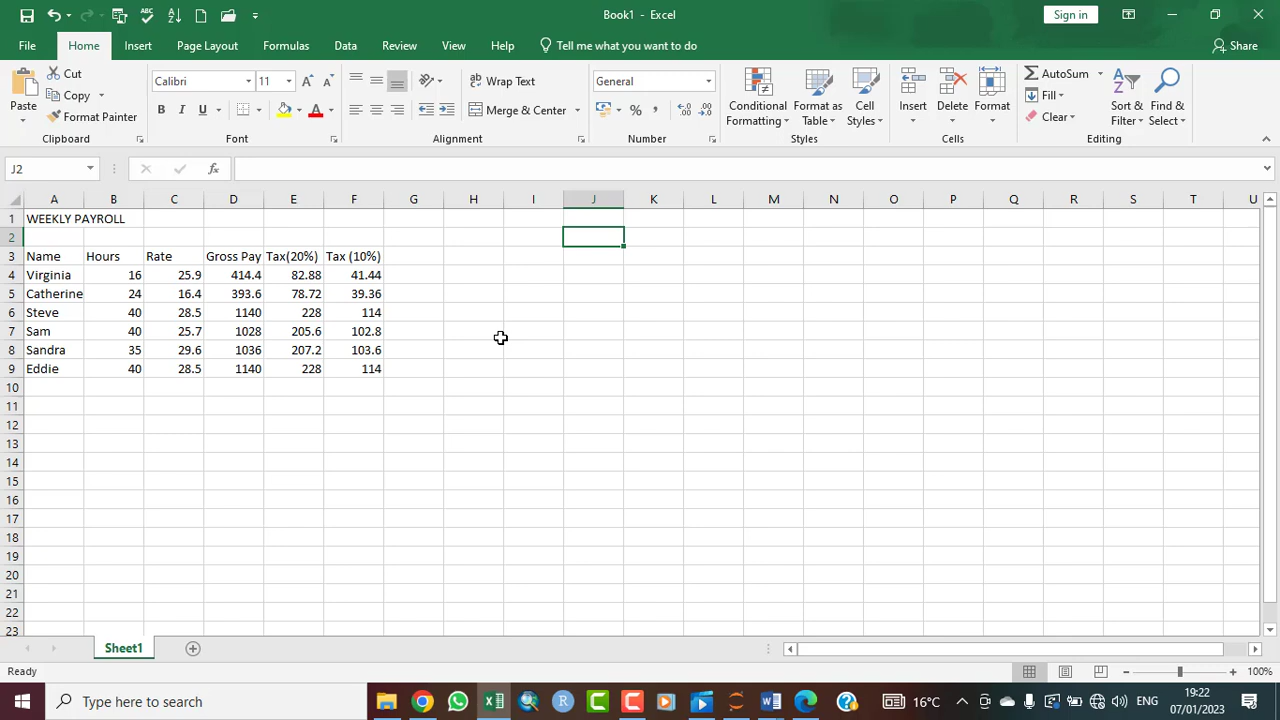 Book1 - Excel
Sign in
File Home Insert Page Layout Formulas Data Review View Help Tell me what you want to do Share
Paste Cut Copy Format Painter Clipboard
Calibri 11 B I U A Font
Wrap Text Merge & Center Alignment
General % , Number
Conditional Formatting Format as Table Cell Styles Styles
Insert Delete Format Cells
AutoSum Fill Clear Sort & Filter Find & Select Editing
J2 fx
A B C D E F G H I J K L M N O P Q R S T U
1 WEEKLY PAYROLL
2
3 Name Hours Rate Gross Pay Tax(20%) Tax (10%)
4 Virginia 16 25.9 414.4 82.88 41.44
5 Catherine 24 16.4 393.6 78.72 39.36
6 Steve 40 28.5 1140 228 114
7 Sam 40 25.7 1028 205.6 102.8
8 Sandra 35 29.6 1036 207.2 103.6
9 Eddie 40 28.5 1140 228 114
10
11
12
13
14
15
16
17
18
19
20
21
22
23
Sheet1
Ready 100%
Type here to search 16°C ENG 19:22
07/01/2023